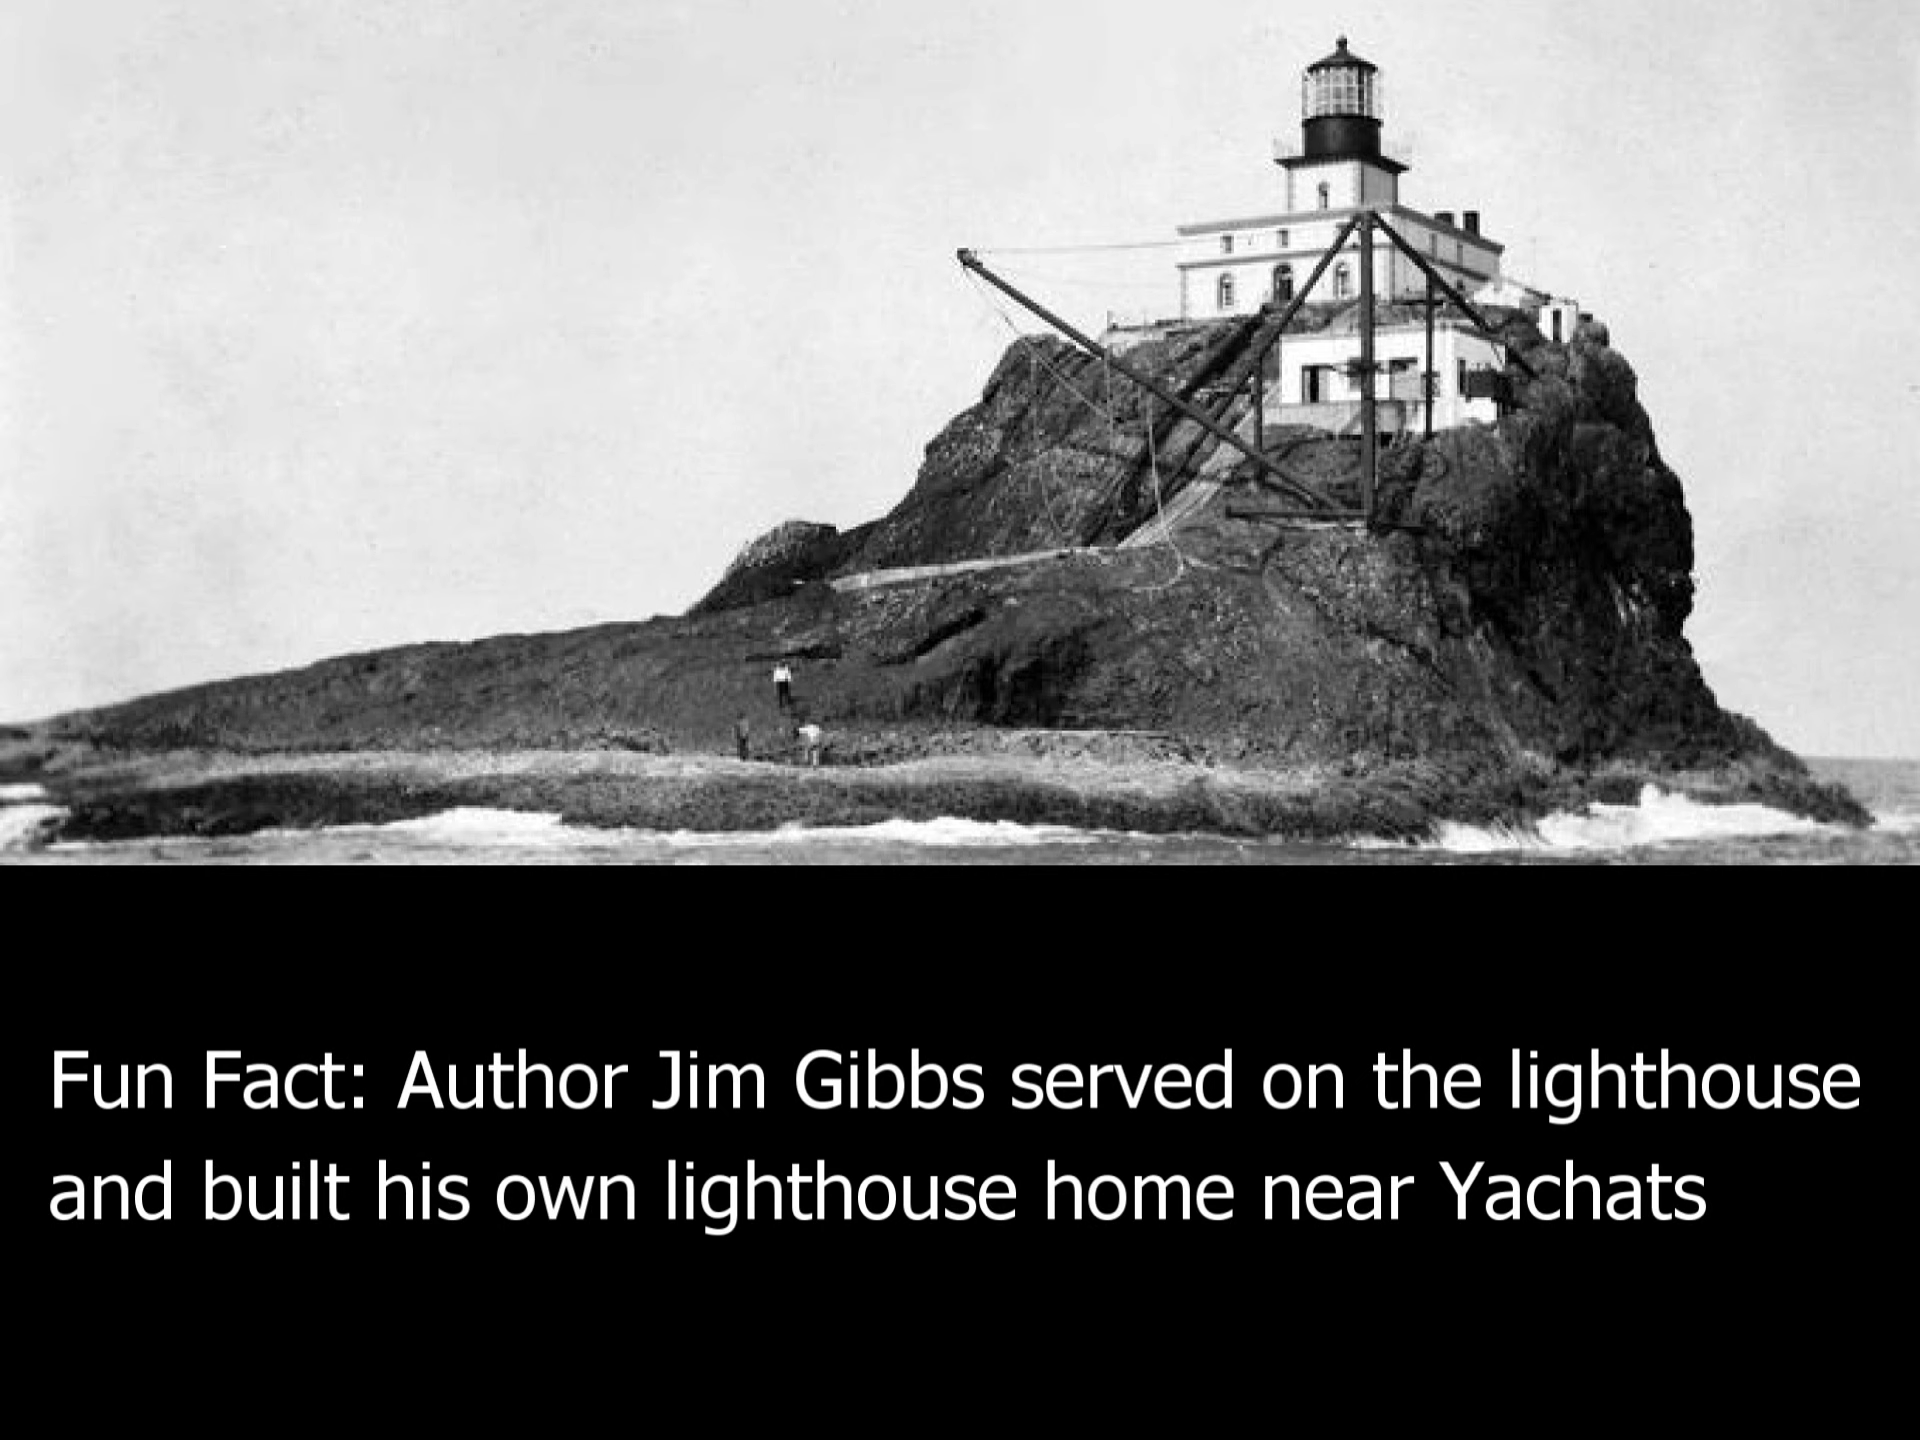 Fun Fact: Author Jim Gibbs served on the lighthouse
and built his own lighthouse home near Yachats